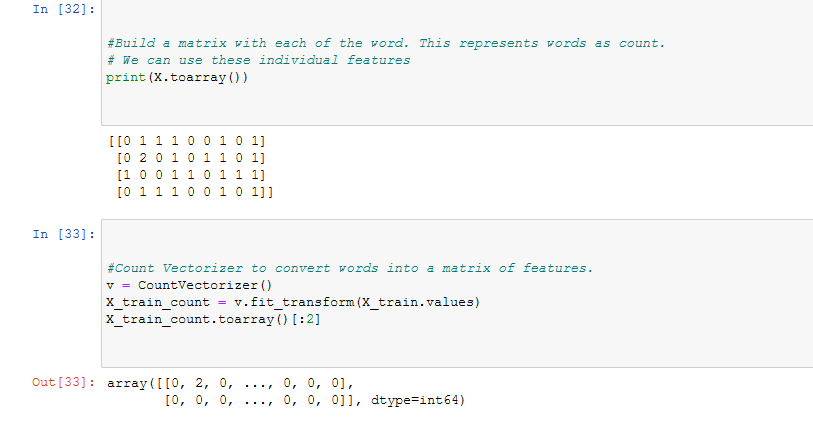 In [32]:
#Build a matrix with each of the word. This represents words as count.
# We can use these individual features
print(X.toarray())
[[0 1 1 1 0 0 1 0 1]
[0 2 0 1 0 1 1 0 1]
[1 0 0 1 1 0 1 1 1]
[0 1 1 1 0 0 1 0 1]]
In [33]:
#Count Vectorizer to convert words into a matrix of features.
v = CountVectorizer()
X_train_count = v.fit_transform(X_train.values)
X_train_count.toarray()[:2]
Out[33]: array([[0, 2, 0, ..., 0, 0, 0],
[0, 0, 0, ..., 0, 0, 0]], dtype=int64)